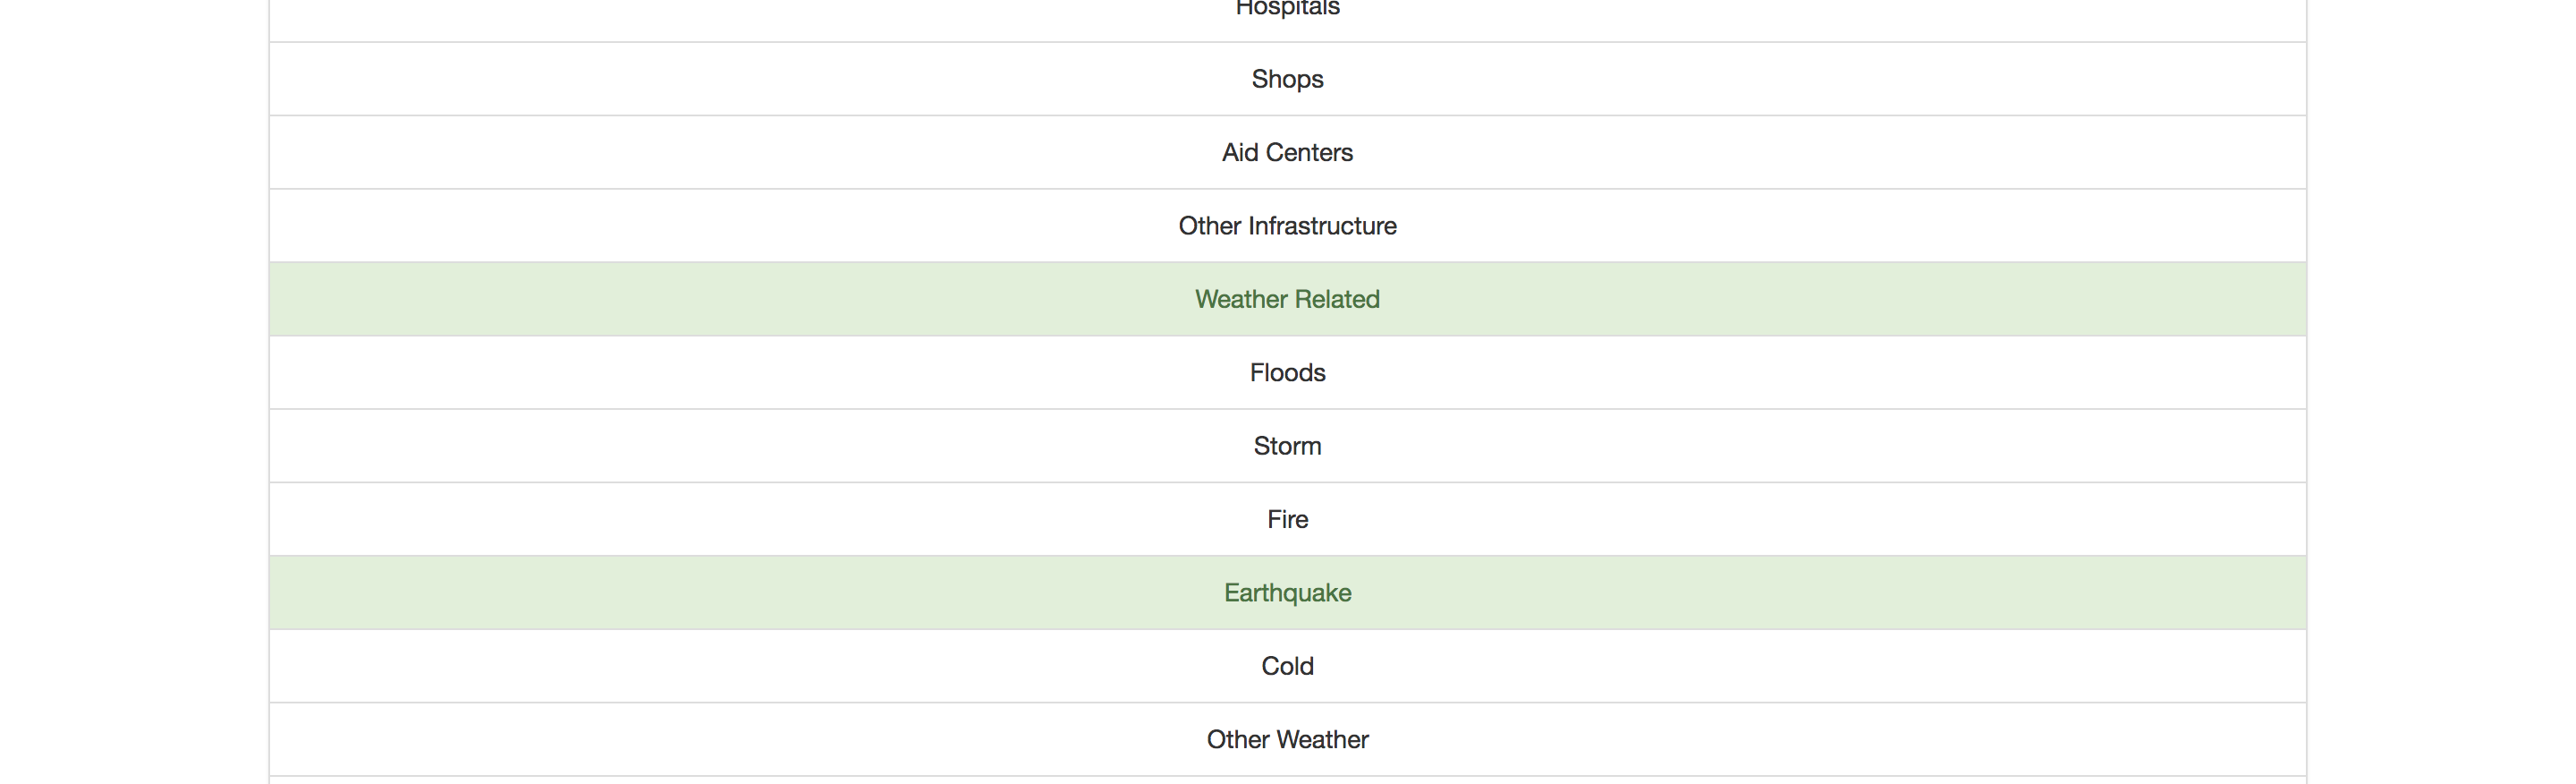 Hospitals
Shops
Aid Centers
Other Infrastructure
Weather Related
Floods
Storm
Fire
Earthquake
Cold
Other Weather